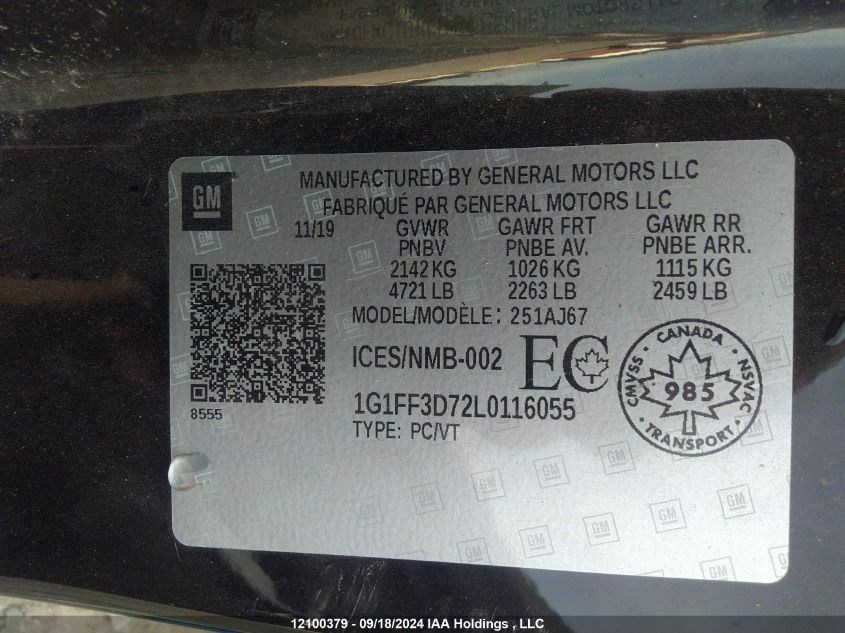 GM
MANUFACTURED BY GENERAL MOTORS LLC
FABRIQUÉ PAR GENERAL MOTORS LLC
11/19 GVWR GAWR FRT GAWR RR
PNBV PNBE AV. PNBE ARR.
2142 KG 1026 KG 1115 KG
4721 LB 2263 LB 2459 LB
MODEL/MODÈLE: 251AJ67
ICES/NMB-002 EC
CANADA
CMVSS 985 NSVAC
TRANSPORT
1G1FF3D72L0116055
8555
TYPE: PC/VT
12100379 - 09/18/2024 IAA Holdings , LLC